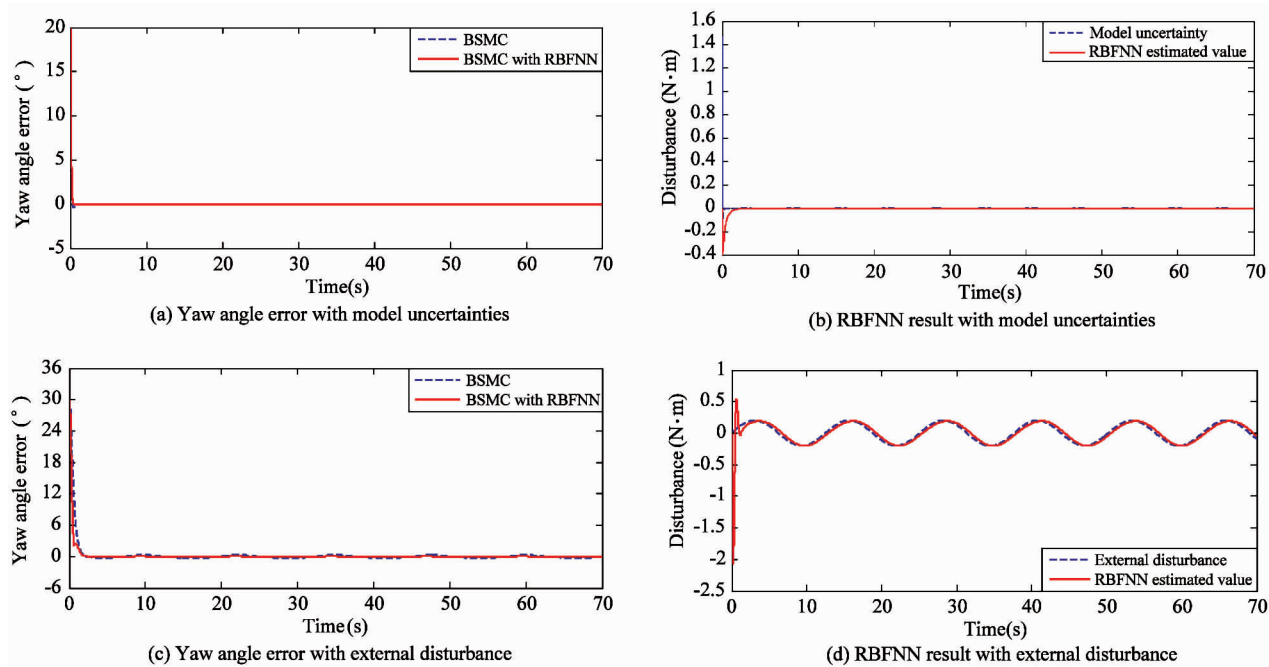 20
15
10
5
0
-5
Yaw angle error (°)
BSMC
BSMC with RBFNN
0 10 20 30 40 50 60 70
Time(s)
(a) Yaw angle error with model uncertainties
1.6
1.4
1.2
1
0.8
0.6
0.4
0.2
0
-0.2
-0.4
Disturbance (N·m)
Model uncertainty
RBFNN estimated value
0 10 20 30 40 50 60 70
Time(s)
(b) RBFNN result with model uncertainties
36
30
24
18
12
6
0
-6
Yaw angle error (°)
BSMC
BSMC with RBFNN
0 10 20 30 40 50 60 70
Time(s)
(c) Yaw angle error with external disturbance
1
0.5
0
-0.5
-1
-1.5
-2
-2.5
Disturbance (N·m)
External disturbance
RBFNN estimated value
0 10 20 30 40 50 60 70
Time(s)
(d) RBFNN result with external disturbance